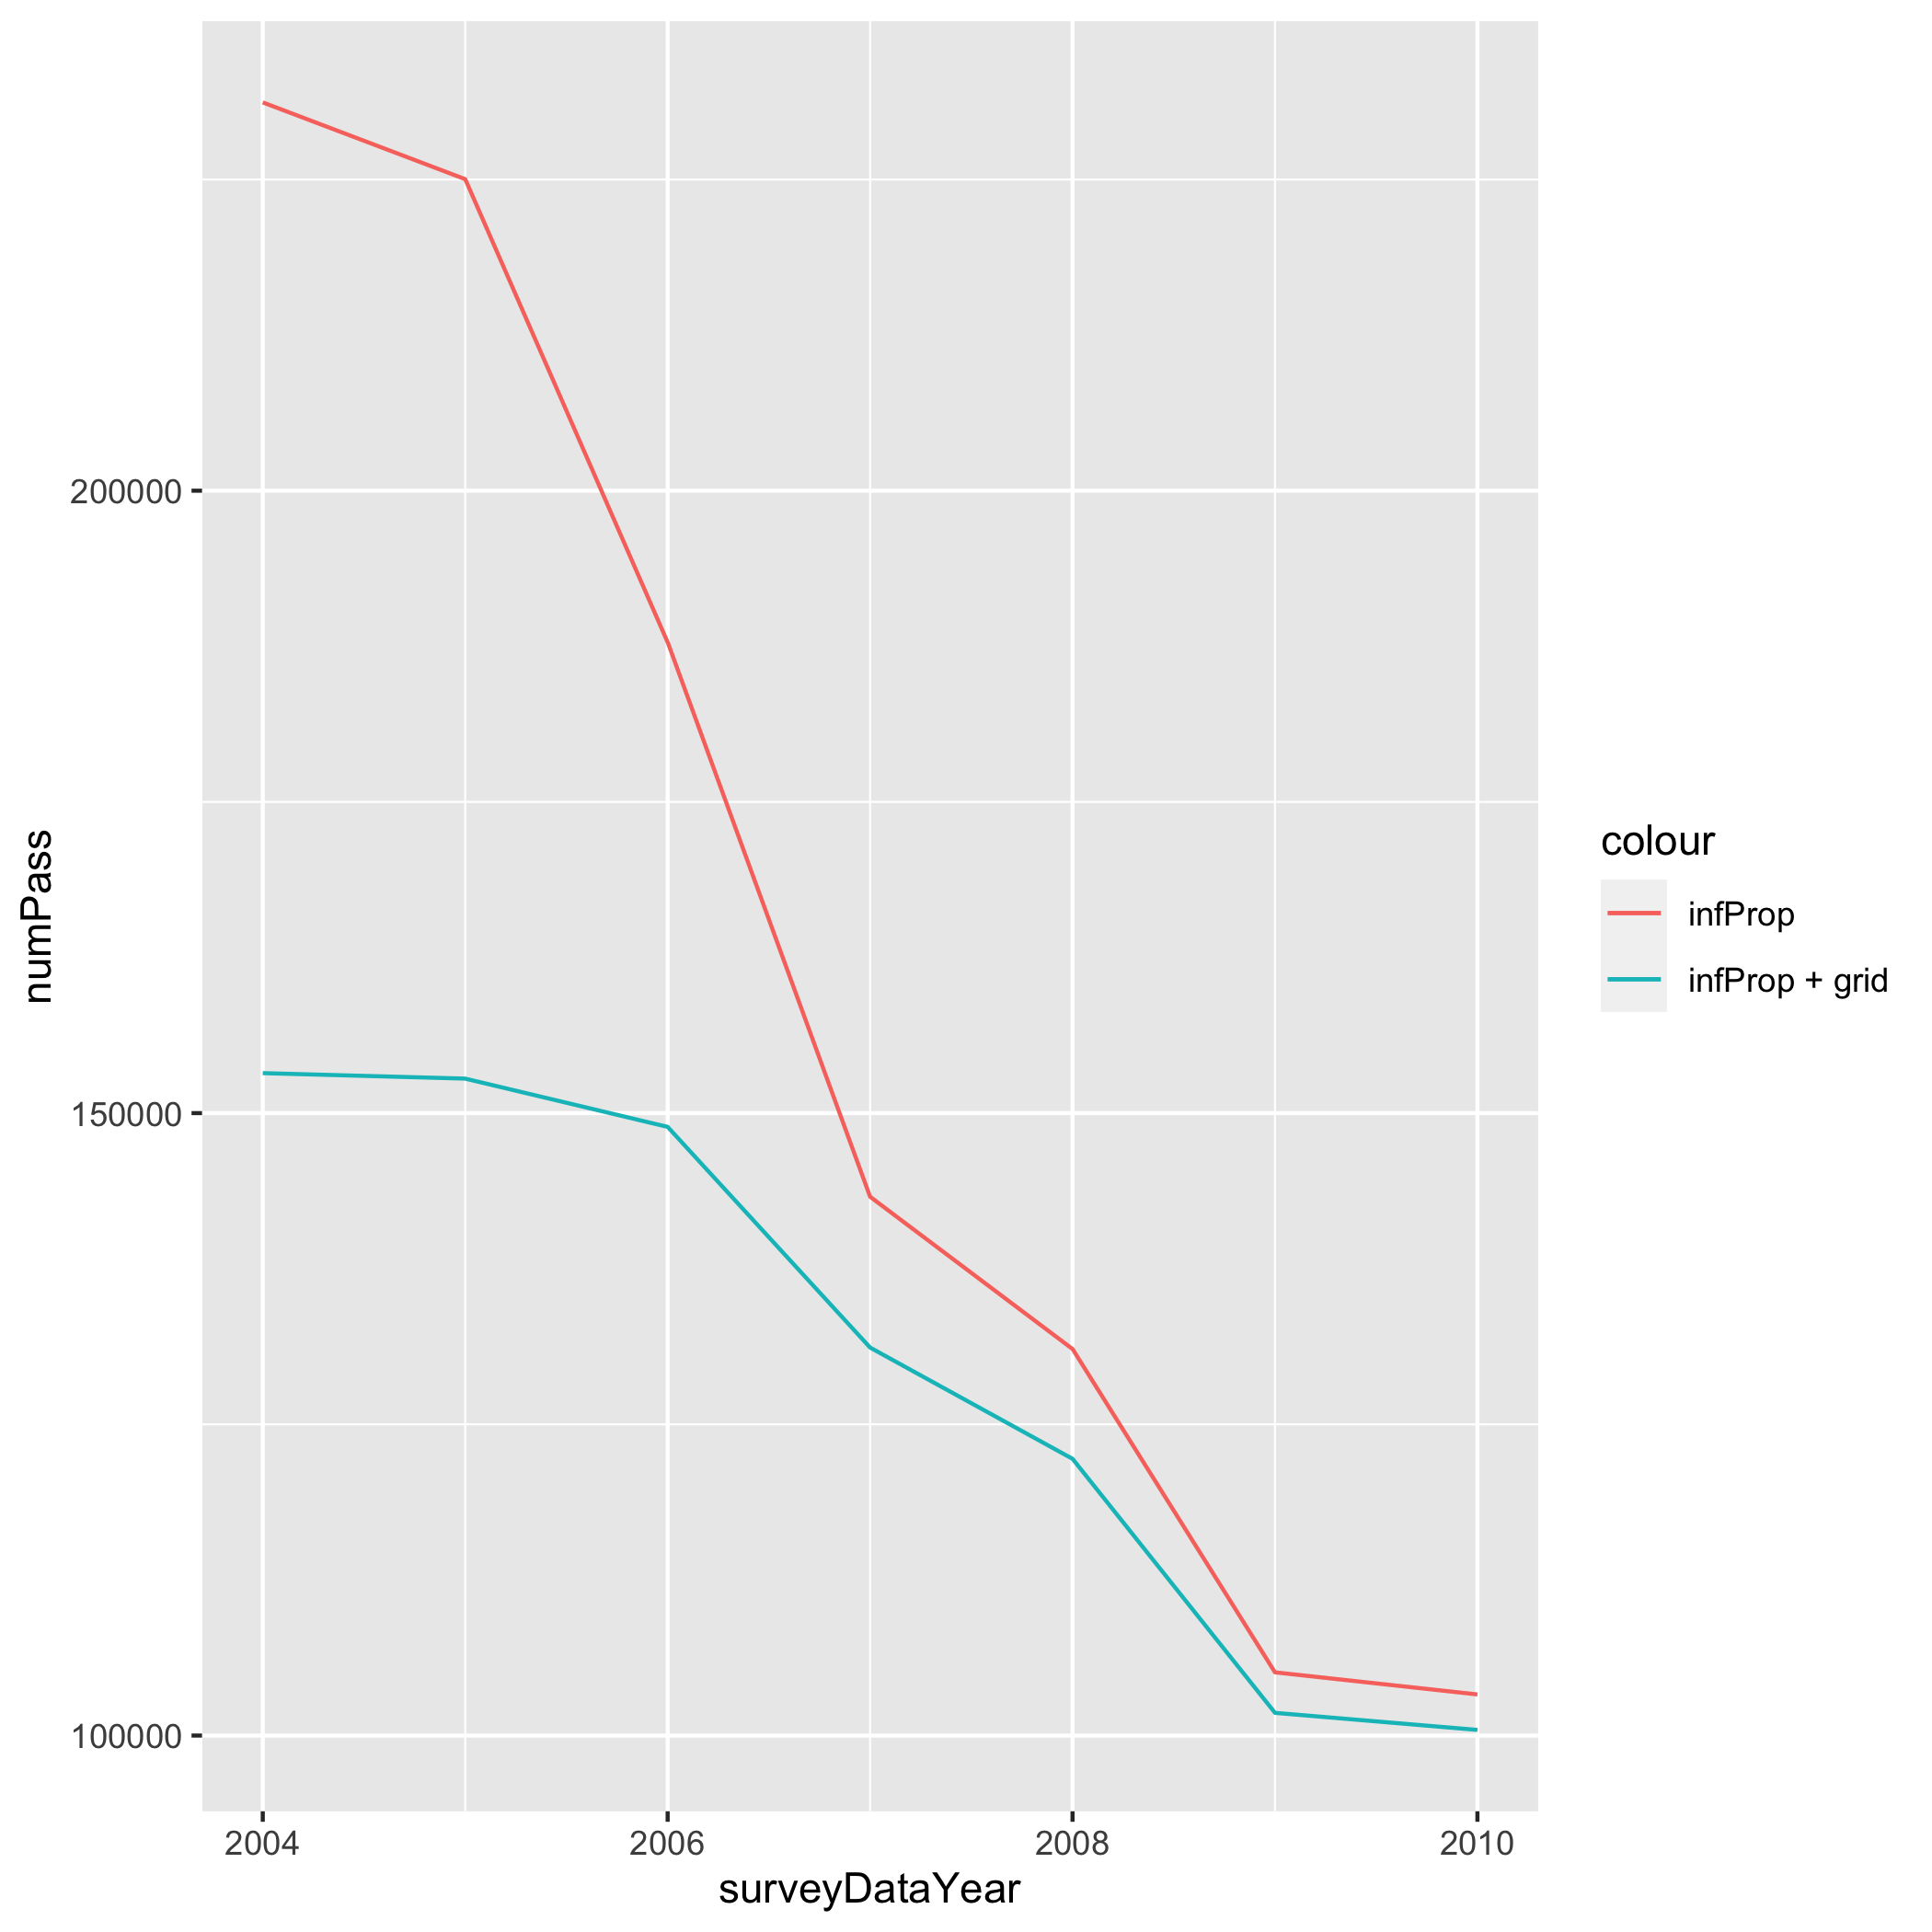 200000
150000
100000
numPass
2004 2006 2008 2010
surveyDataYear
colour
infProp
infProp + grid